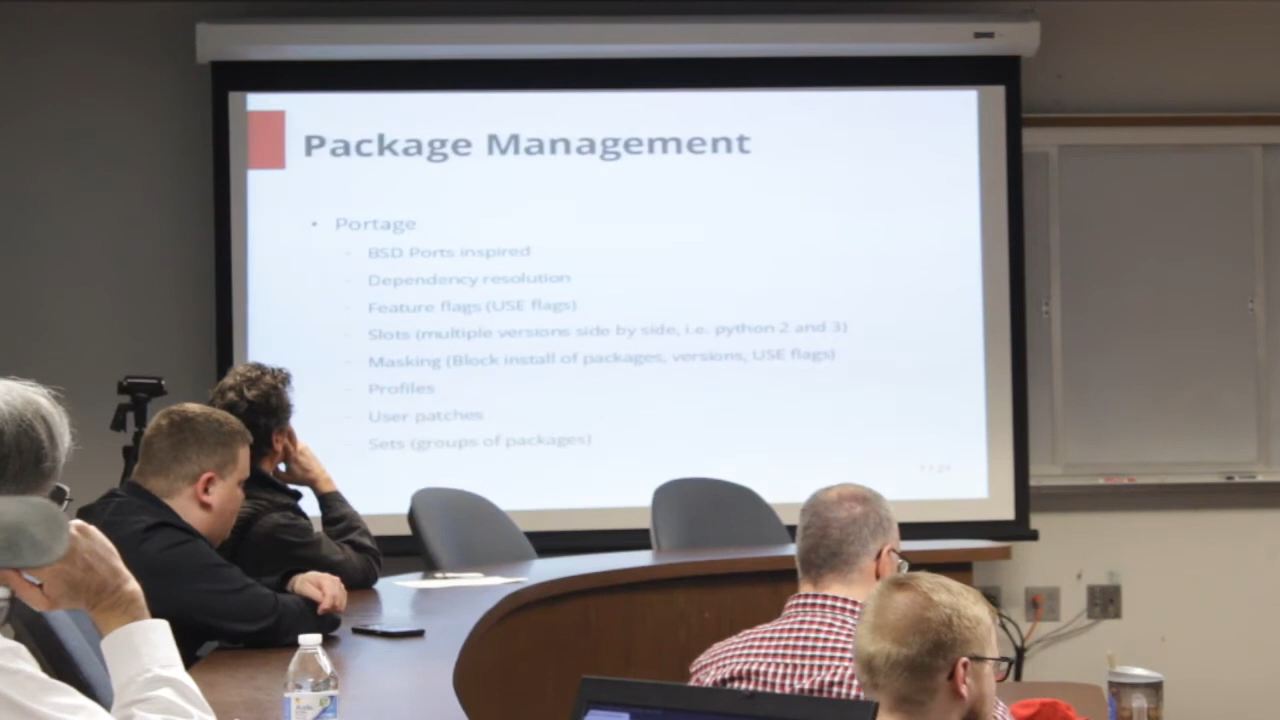 Package Management
• Portage
- BSD Ports inspired
- Dependency resolution
- Feature flags (USE flags)
- Slots (multiple versions side by side, i.e. python 2 and 3)
- Masking (Block install of packages, versions, USE flags)
- Profiles
- User patches
- Sets (groups of packages)